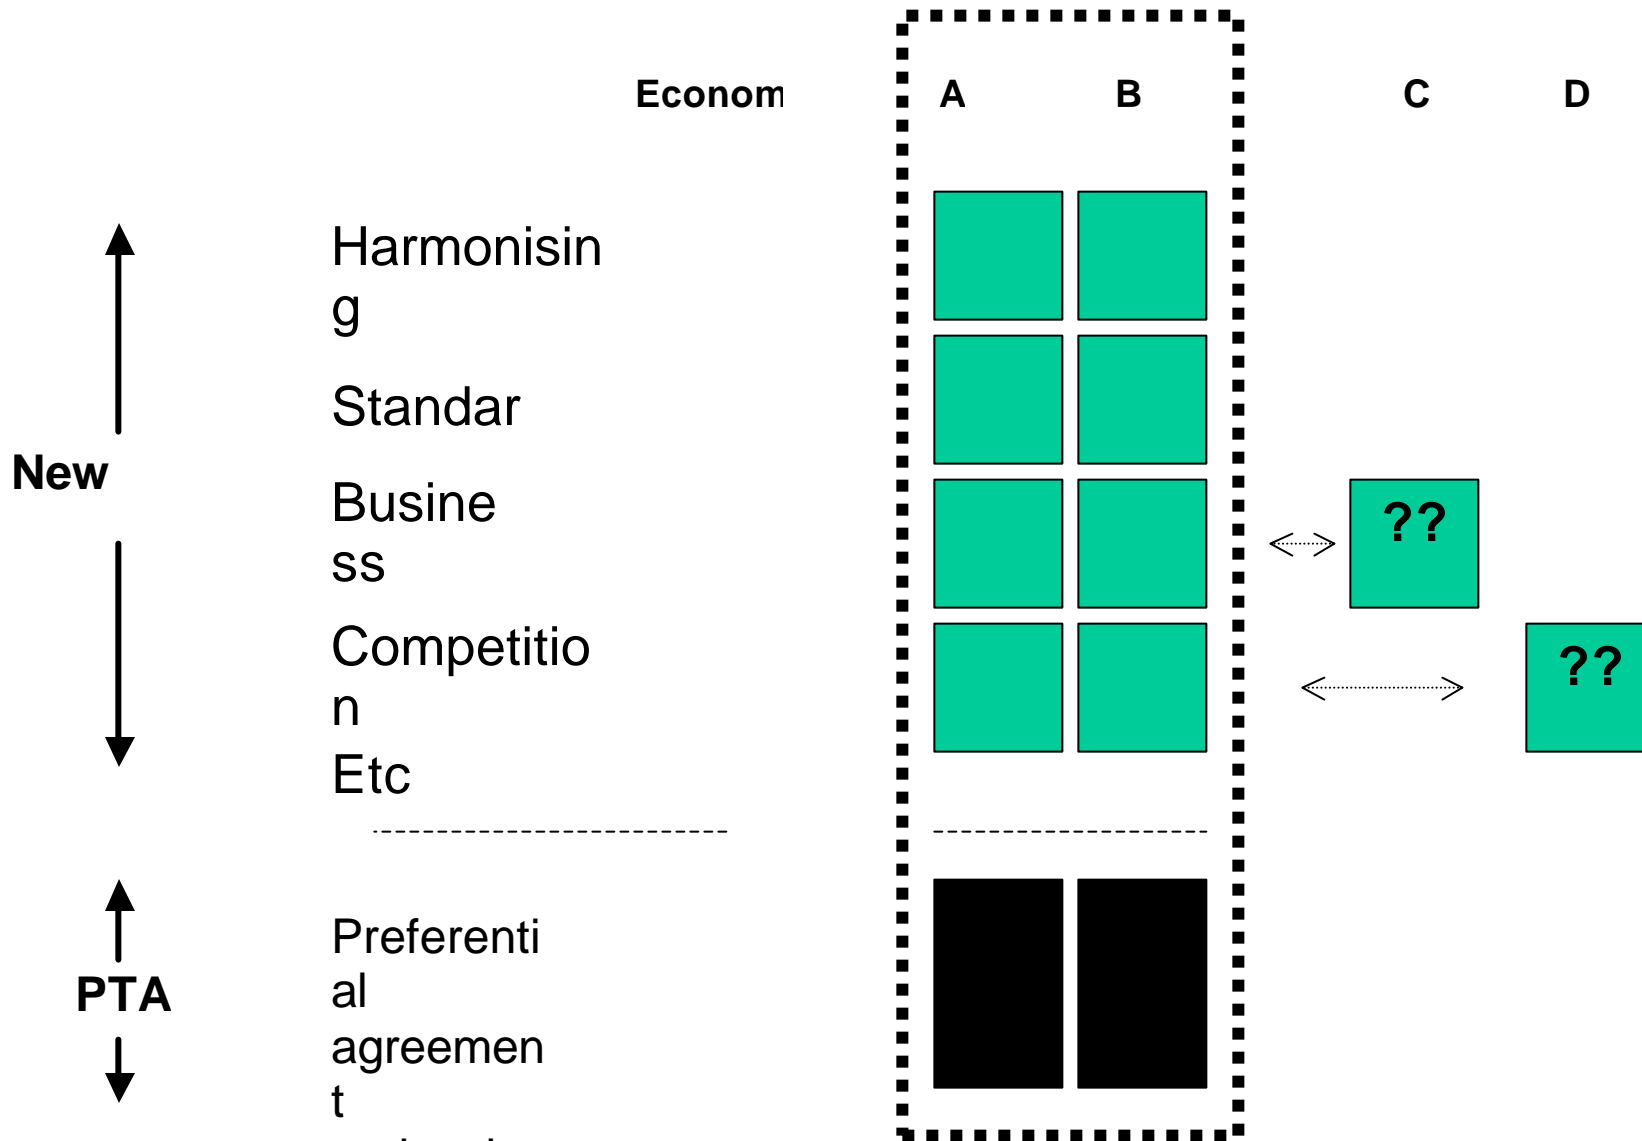 Econom A B C D
Harmonisin
g
Standar
New
Busine
ss
??
Competitio
n
??
Etc
Preferenti
al
PTA
agreemen
t